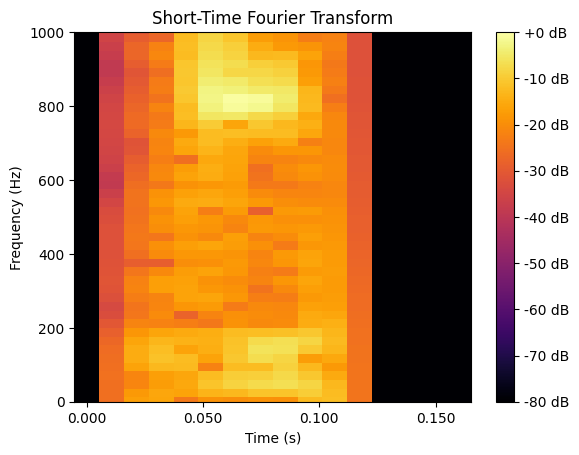 Short-Time Fourier Transform
1000
800
600
400
200
0
Frequency (Hz)
0.000
0.050
0.100
0.150
Time (s)
+0 dB
-10 dB
-20 dB
-30 dB
-40 dB
-50 dB
-60 dB
-70 dB
-80 dB